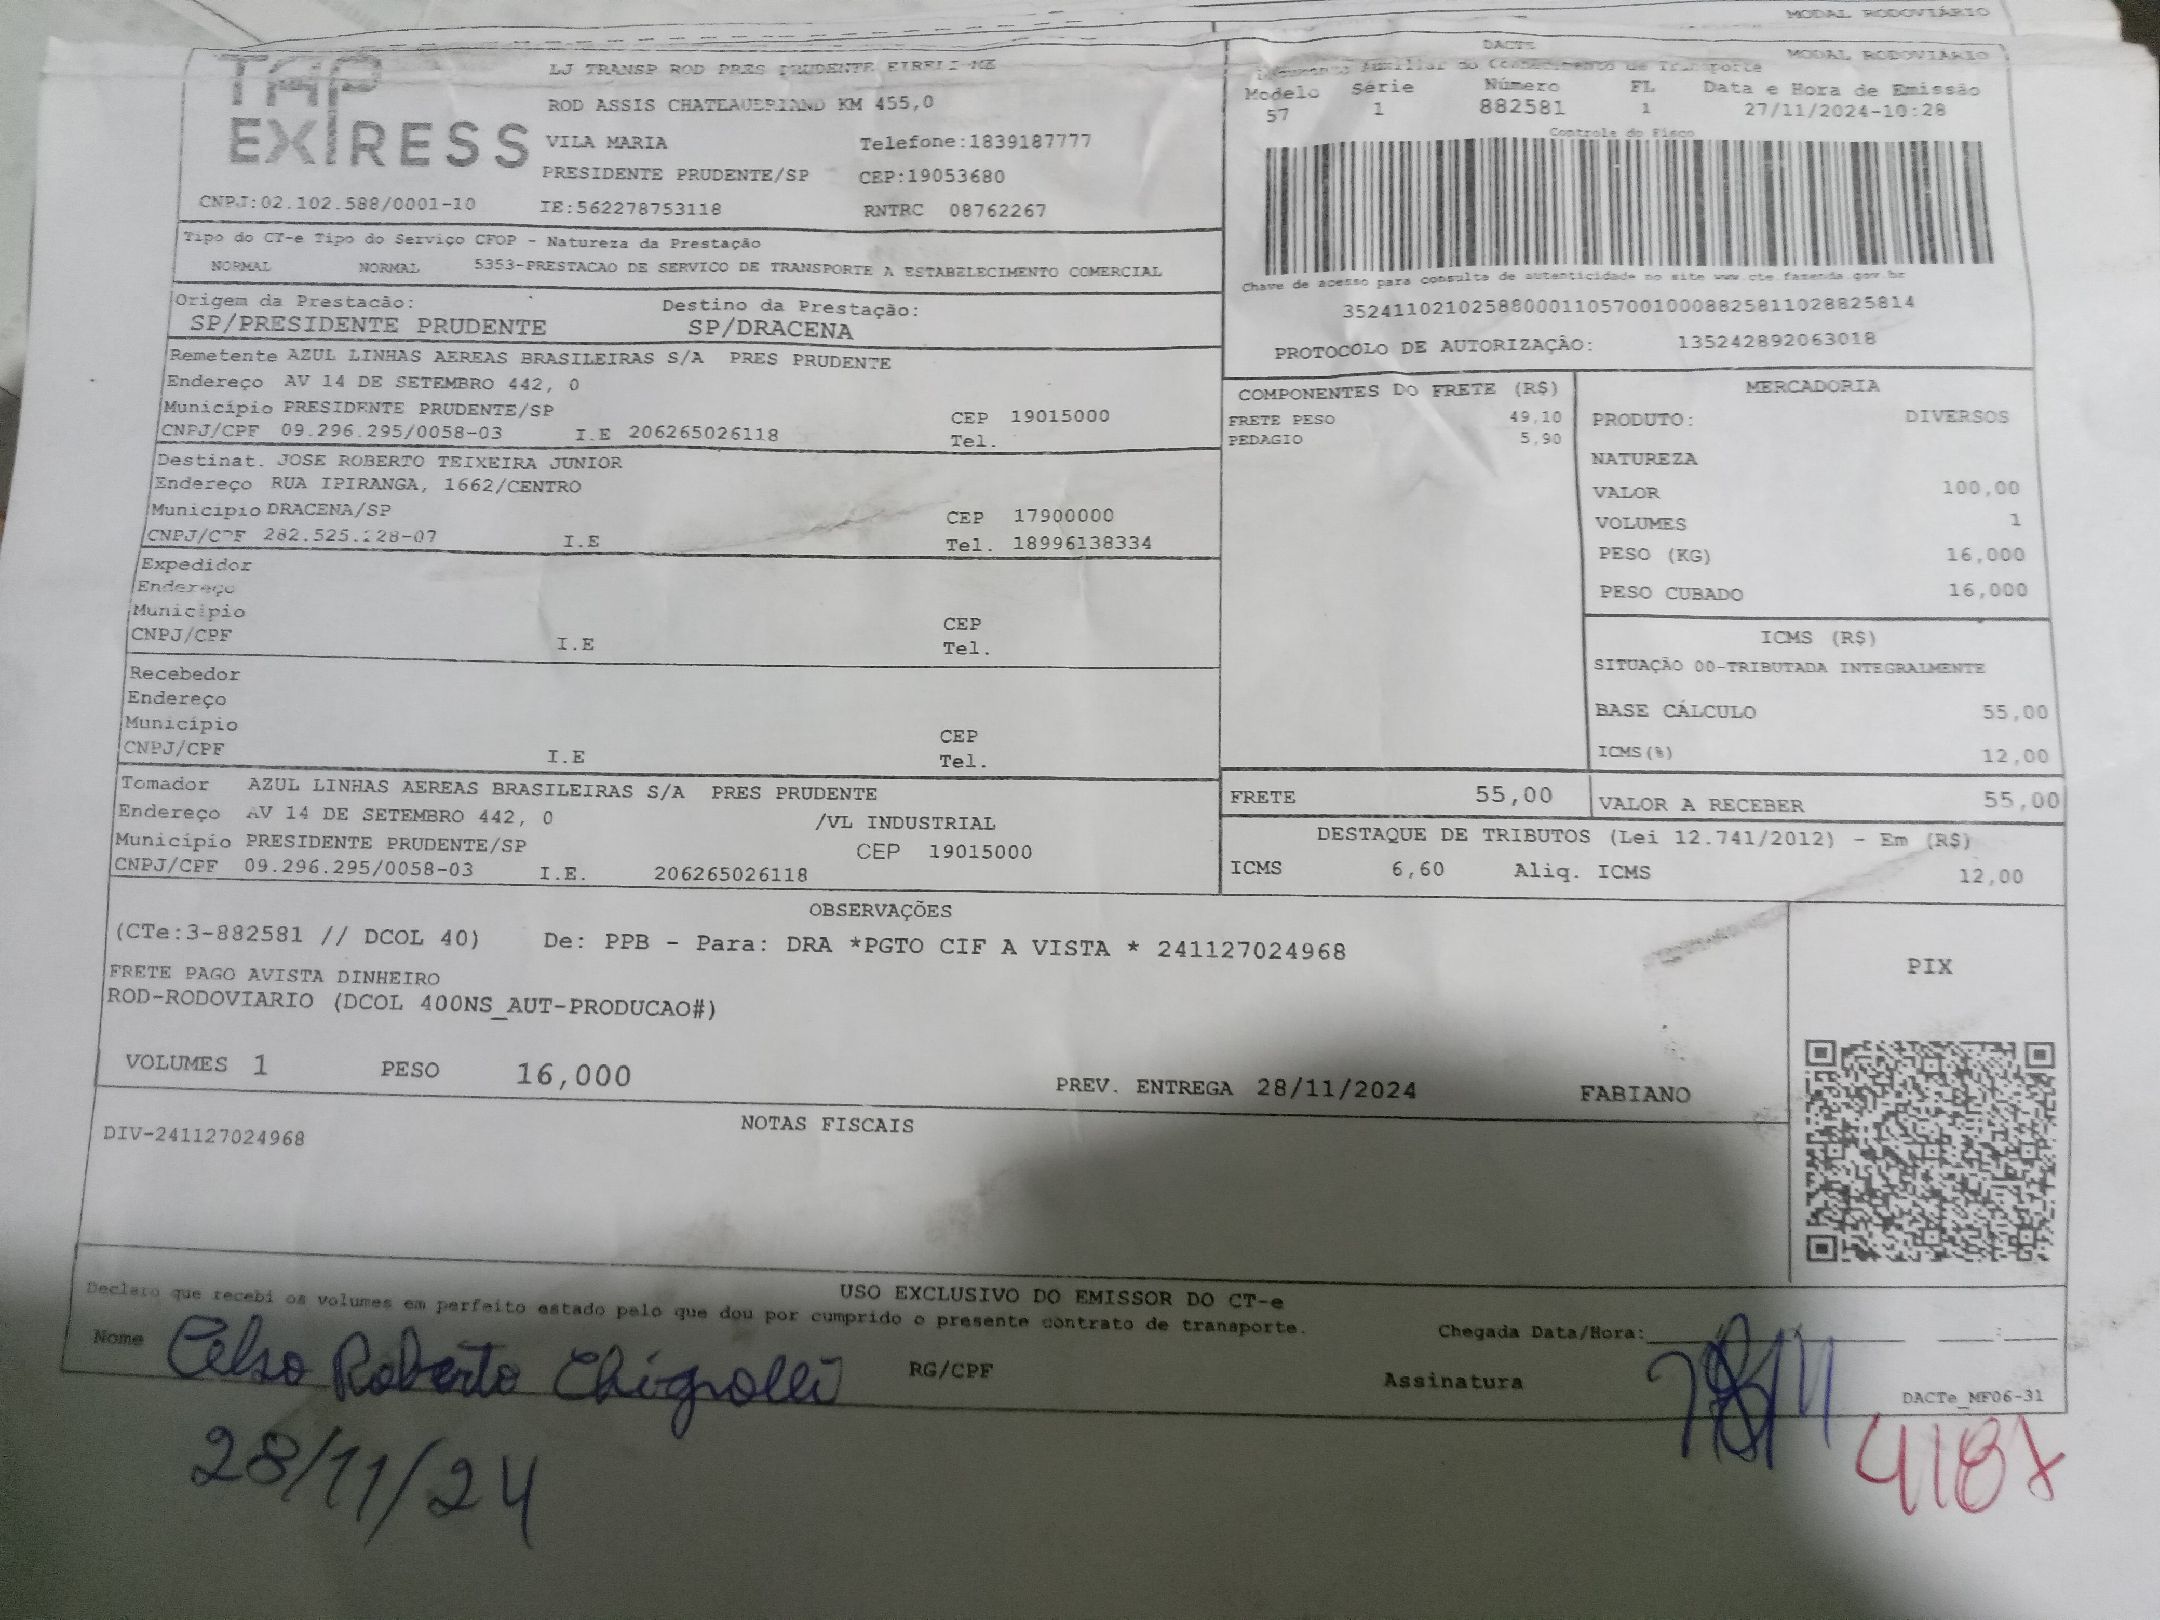 MODAL RODOVIÁRIO
TAP
EXPRESS
LJ TRANSP ROD PRES PRUDENTE EIRELI-ME
ROD ASSIS CHATEAUBRIAND KM 455,0
VILA MARIA Telefone:1839187777
PRESIDENTE PRUDENTE/SP CEP:19053680
CNPJ:02.102.588/0001-10 IE:562278753118 RNTRC 08762267
DACTE MODAL RODOVIÁRIO
Documento Auxiliar do Conhecimento de Transporte
Modelo Série Número FL Data e Hora de Emissão
57 1 882581 1 27/11/2024-10:28
Controle do Fisco
Chave de acesso para consulta de autenticidade no site www.cte.fazenda.gov.br
35241102102588000110570010008825811028825814
PROTOCOLO DE AUTORIZAÇÃO: 135242892063018
Tipo do CT-e Tipo do Serviço CFOP - Natureza da Prestação
NORMAL NORMAL 5353-PRESTACAO DE SERVICO DE TRANSPORTE A ESTABELECIMENTO COMERCIAL
Origem da Prestacão: Destino da Prestação:
SP/PRESIDENTE PRUDENTE SP/DRACENA
Remetente AZUL LINHAS AEREAS BRASILEIRAS S/A PRES PRUDENTE
Endereço AV 14 DE SETEMBRO 442, 0
Município PRESIDENTE PRUDENTE/SP CEP 19015000
CNPJ/CPF 09.296.295/0058-03 I.E 206265026118 Tel.
Destinat. JOSE ROBERTO TEIXEIRA JUNIOR
Endereço RUA IPIRANGA, 1662/CENTRO
Município DRACENA/SP CEP 17900000
CNPJ/CPF 282.525.128-07 I.E Tel. 18996138334
Expedidor
Endereço
Município CEP
CNPJ/CPF I.E Tel.
Recebedor
Endereço
Município CEP
CNPJ/CPF I.E Tel.
Tomador AZUL LINHAS AEREAS BRASILEIRAS S/A PRES PRUDENTE
Endereço AV 14 DE SETEMBRO 442, 0 /VL INDUSTRIAL
Município PRESIDENTE PRUDENTE/SP CEP 19015000
CNPJ/CPF 09.296.295/0058-03 I.E. 206265026118
COMPONENTES DO FRETE (R$)
FRETE PESO 49,10
PEDAGIO 5,90
MERCADORIA
PRODUTO: DIVERSOS
NATUREZA
VALOR 100,00
VOLUMES 1
PESO (KG) 16,000
PESO CUBADO 16,000
ICMS (R$)
SITUAÇÃO 00-TRIBUTADA INTEGRALMENTE
BASE CÁLCULO 55,00
ICMS(%) 12,00
FRETE 55,00 VALOR A RECEBER 55,00
DESTAQUE DE TRIBUTOS (Lei 12.741/2012) - Em (R$)
ICMS 6,60 Aliq. ICMS 12,00
OBSERVAÇÕES
(CTe:3-882581 // DCOL 40) De: PPB - Para: DRA *PGTO CIF A VISTA * 241127024968
FRETE PAGO AVISTA DINHEIRO
ROD-RODOVIARIO (DCOL 400NS_AUT-PRODUCAO#)
VOLUMES 1 PESO 16,000 PREV. ENTREGA 28/11/2024 FABIANO
PIX
NOTAS FISCAIS
DIV-241127024968
USO EXCLUSIVO DO EMISSOR DO CT-e
Declaro que recebi os volumes em perfeito estado pelo que dou por cumprido o presente contrato de transporte.
Nome Celso Roberto Chignolli RG/CPF
Chegada Data/Hora: :
Assinatura
DACTe_MF06-31
28/11/24